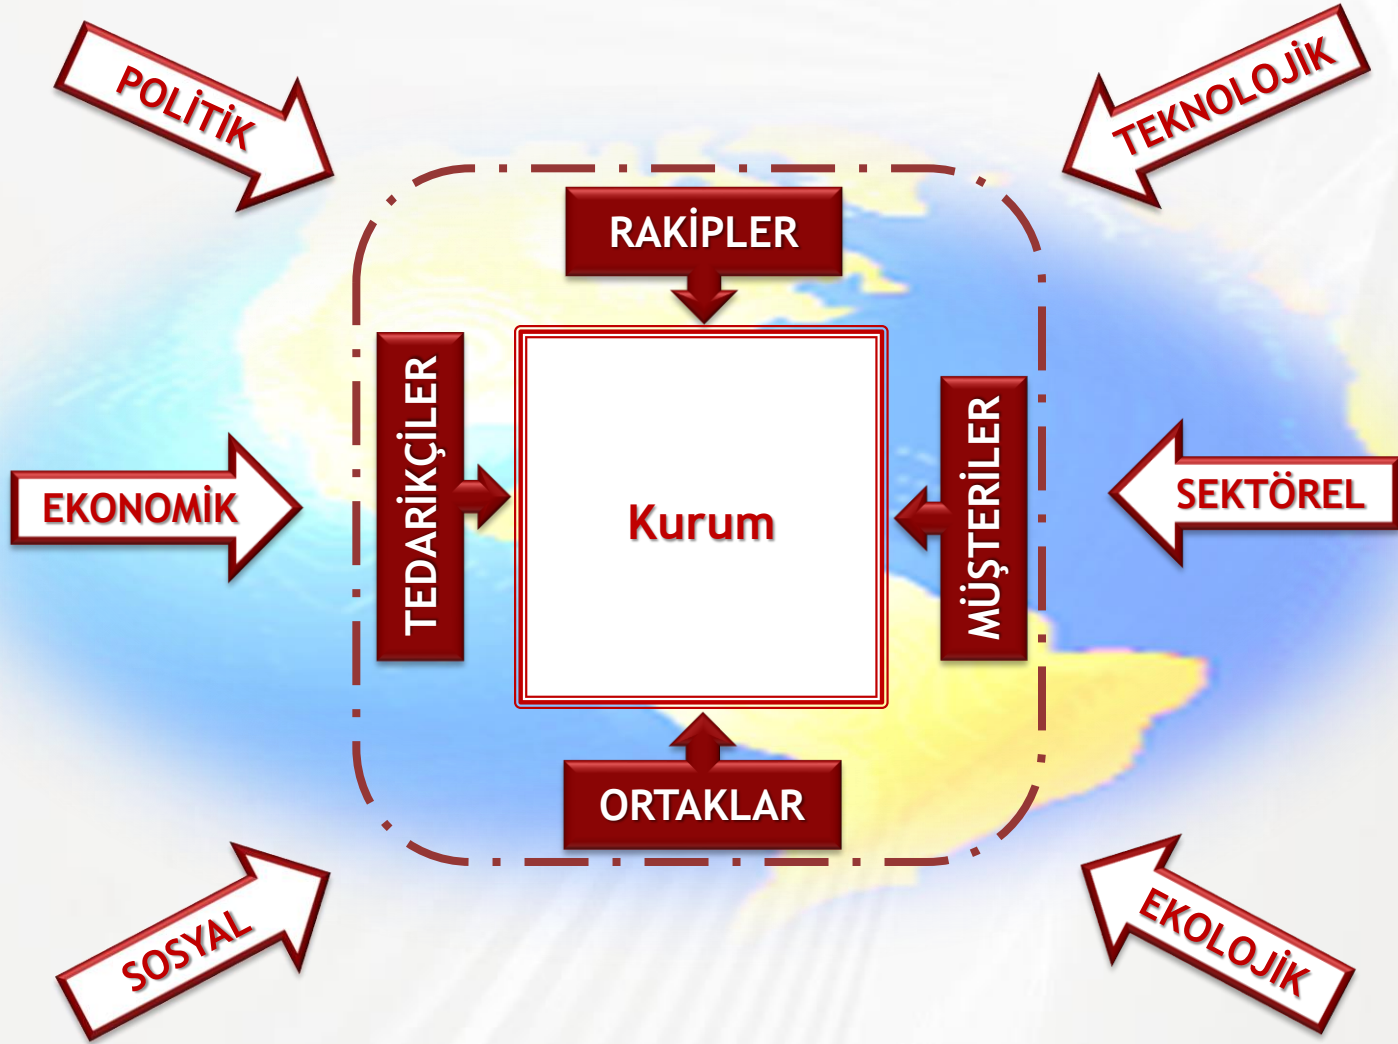 POLİTİK
TEKNOLOJİK
RAKİPLER
TEDARİKÇİLER
MÜŞTERİLER
EKONOMİK
Kurum
SEKTÖREL
ORTAKLAR
SOSYAL
EKOLOJİK